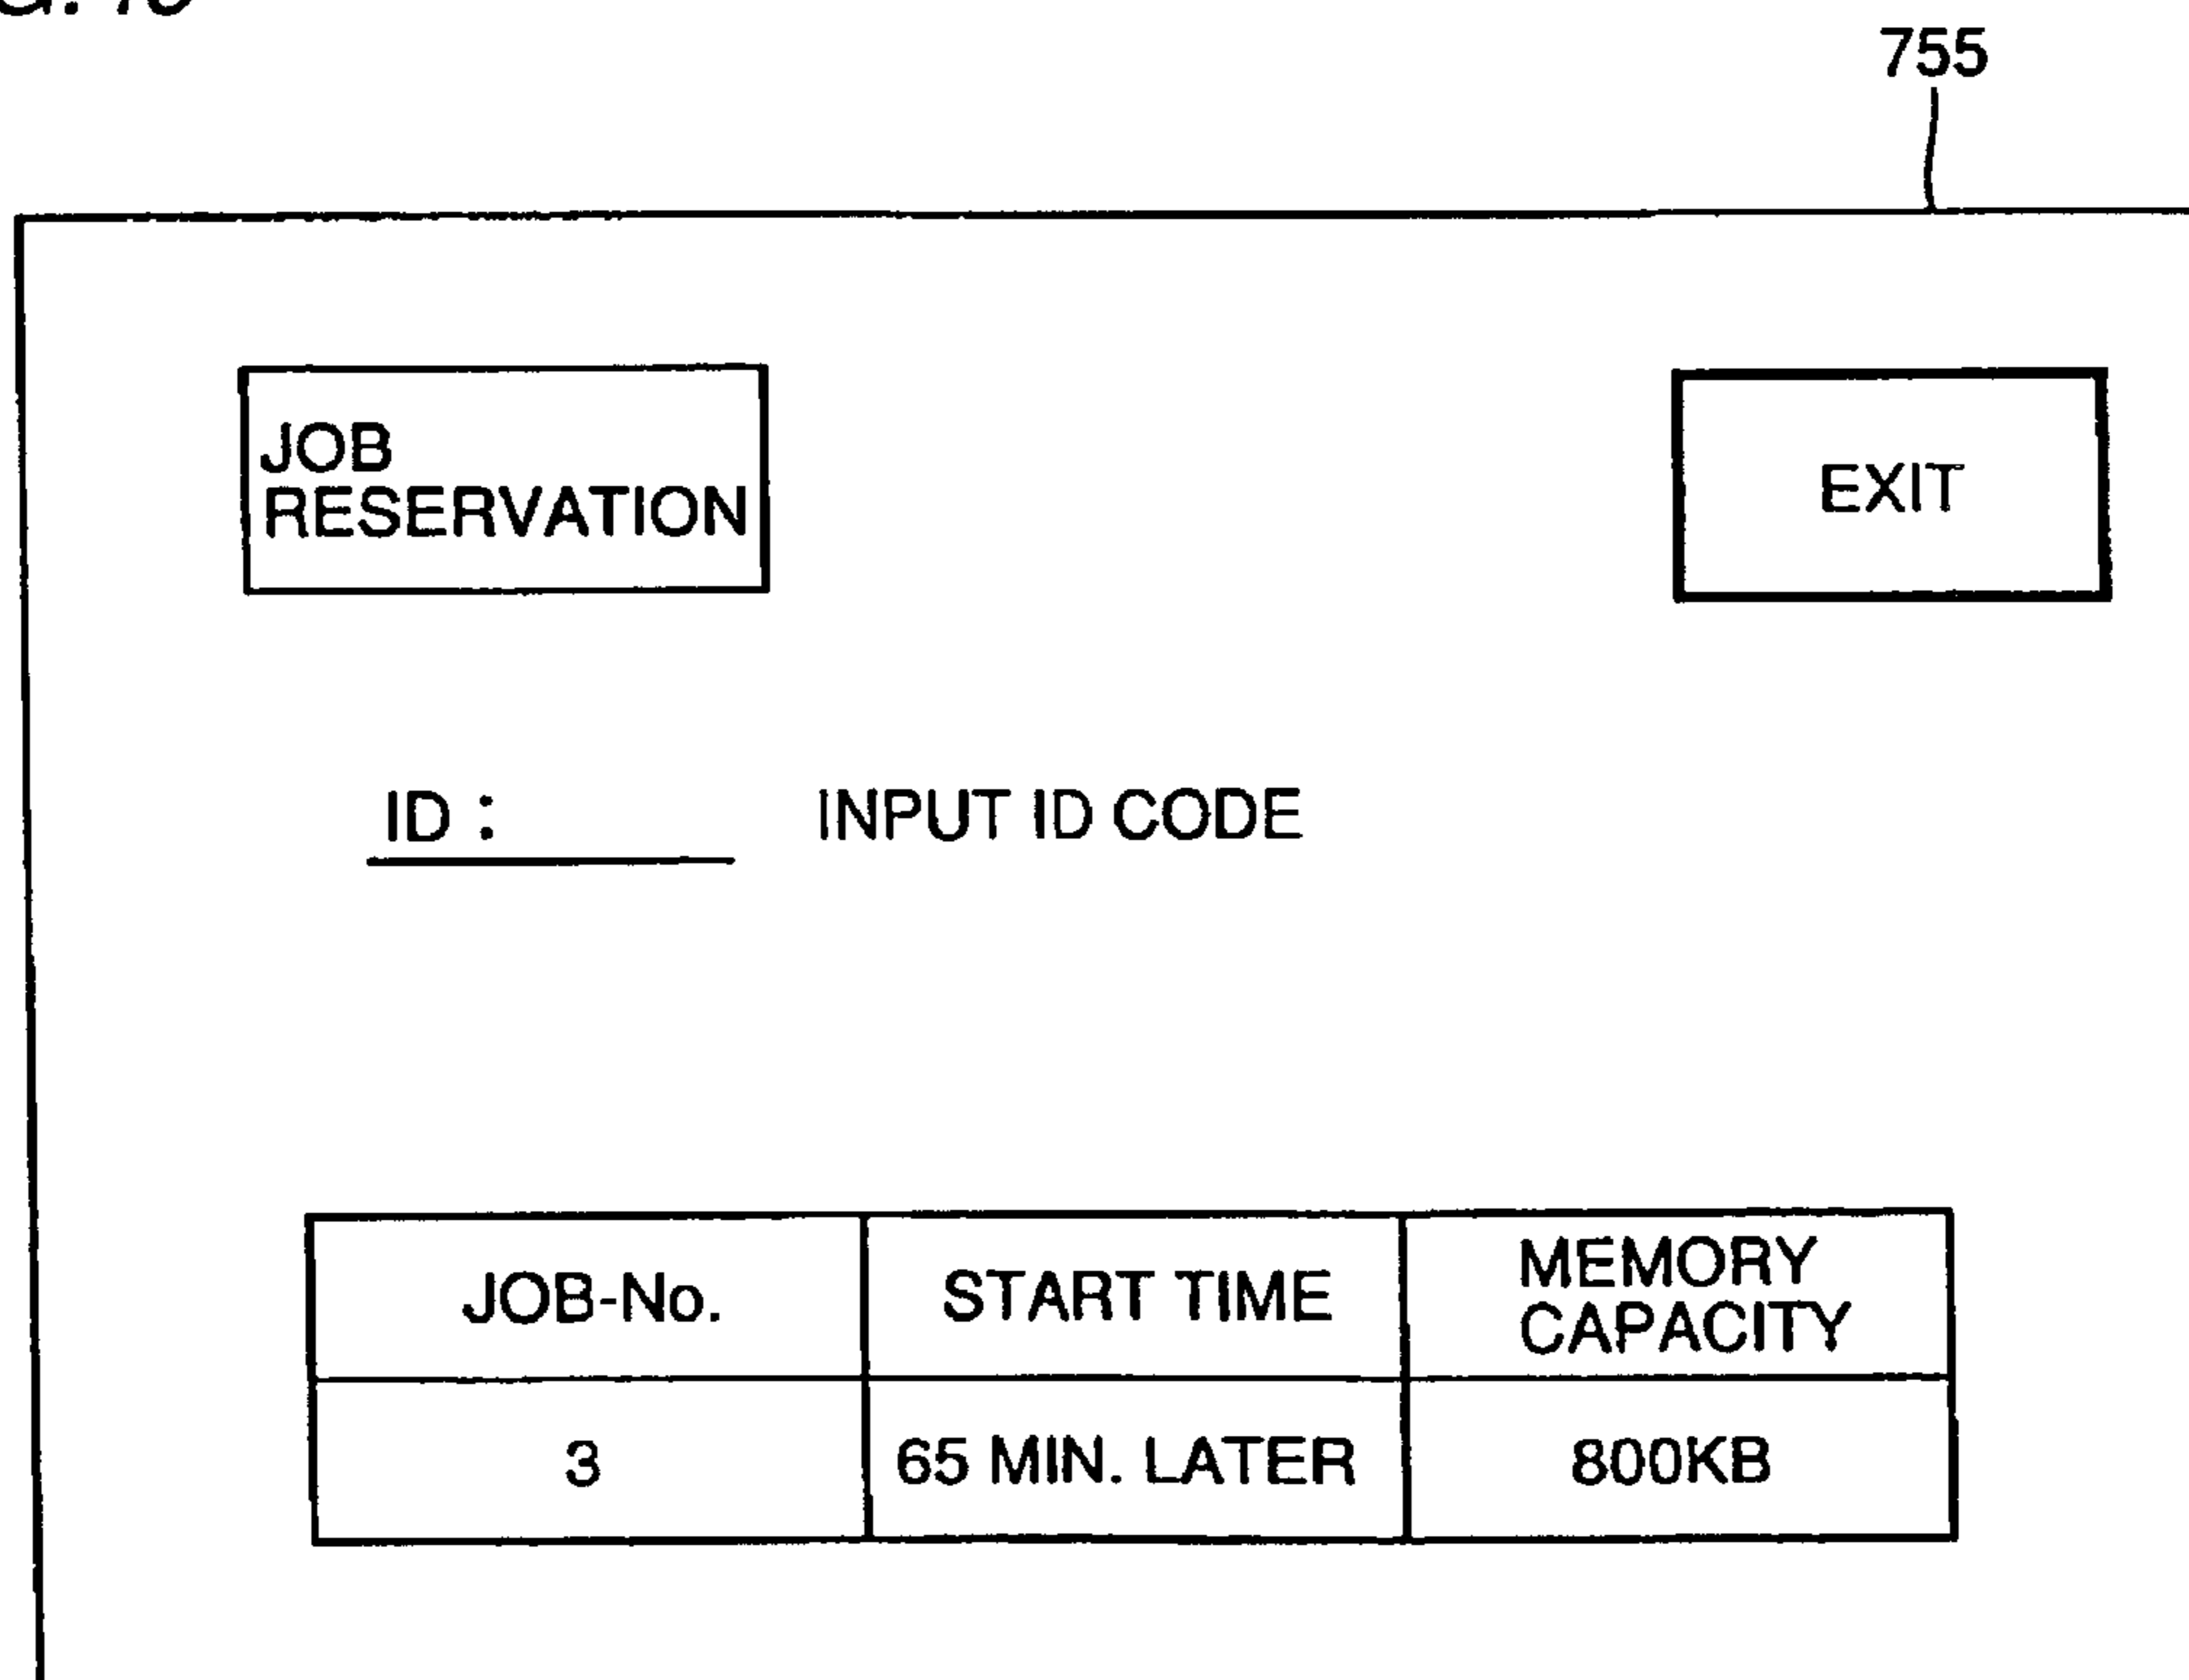 755
JOB
RESERVATION
EXIT
ID :
INPUT ID CODE
JOB-No.
START TIME
MEMORY
CAPACITY
3
65 MIN. LATER
800KB